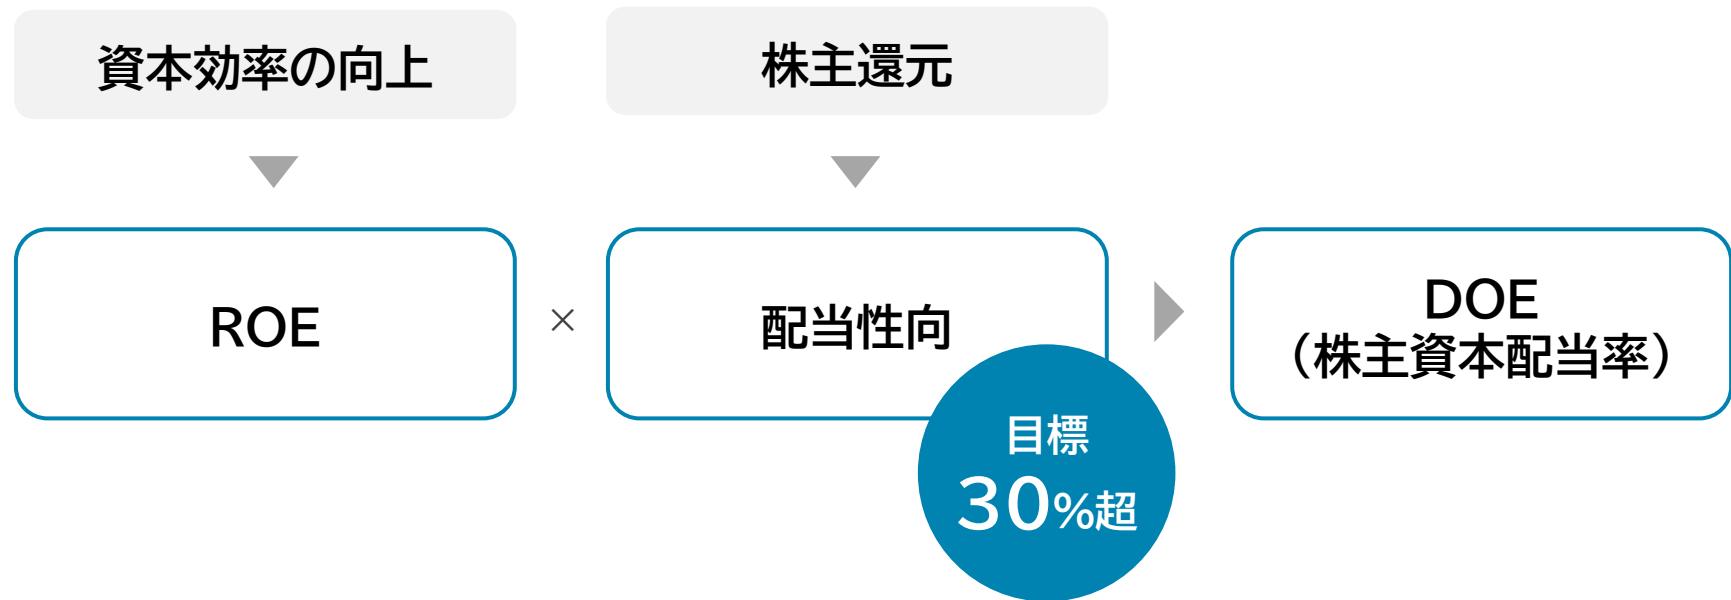 資本効率の向上
株主還元
ROE
×
配当性向
DOE
（株主資本配当率）
目標
30%超